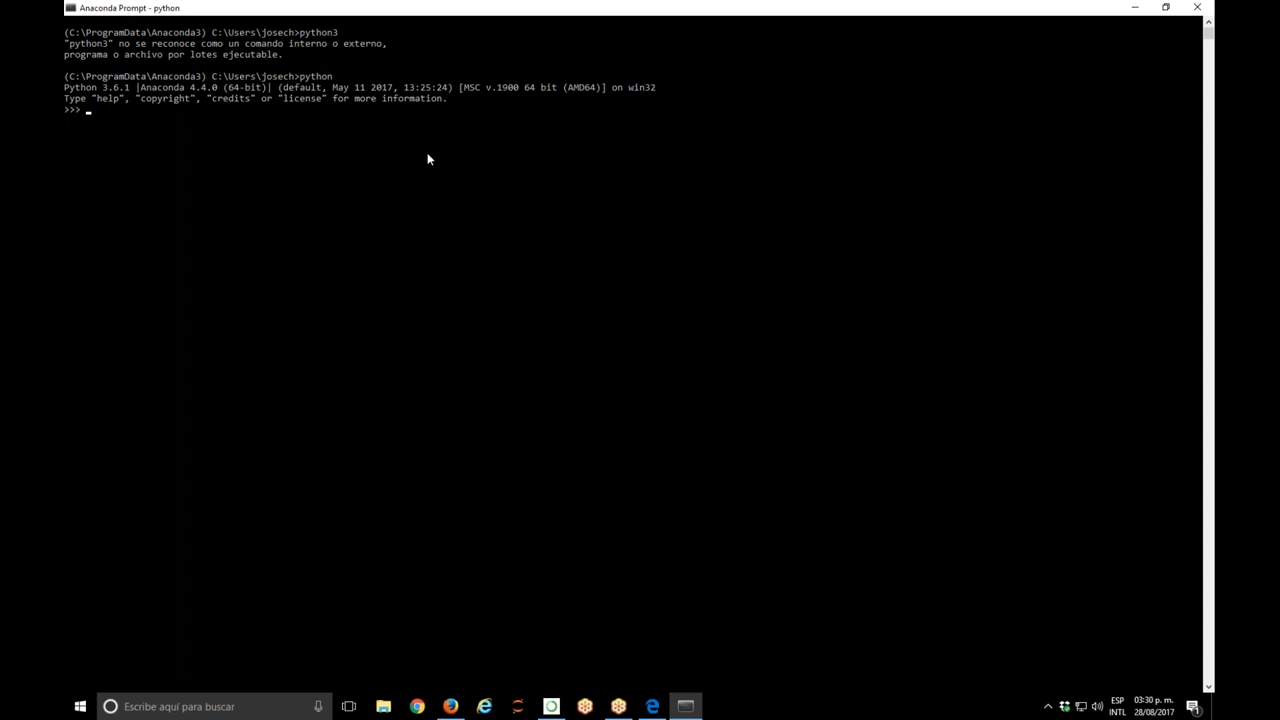 Anaconda Prompt - python
(C:\ProgramData\Anaconda3) C:\Users\josech>python3
"python3" no se reconoce como un comando interno o externo,
programa o archivo por lotes ejecutable.
(C:\ProgramData\Anaconda3) C:\Users\josech>python
Python 3.6.1 |Anaconda 4.4.0 (64-bit)| (default, May 11 2017, 13:25:24) [MSC v.1900 64 bit (AMD64)] on win32
Type "help", "copyright", "credits" or "license" for more information.
>>>
Escribe aquí para buscar
ESP
INTL
03:30 p. m.
28/08/2017
1